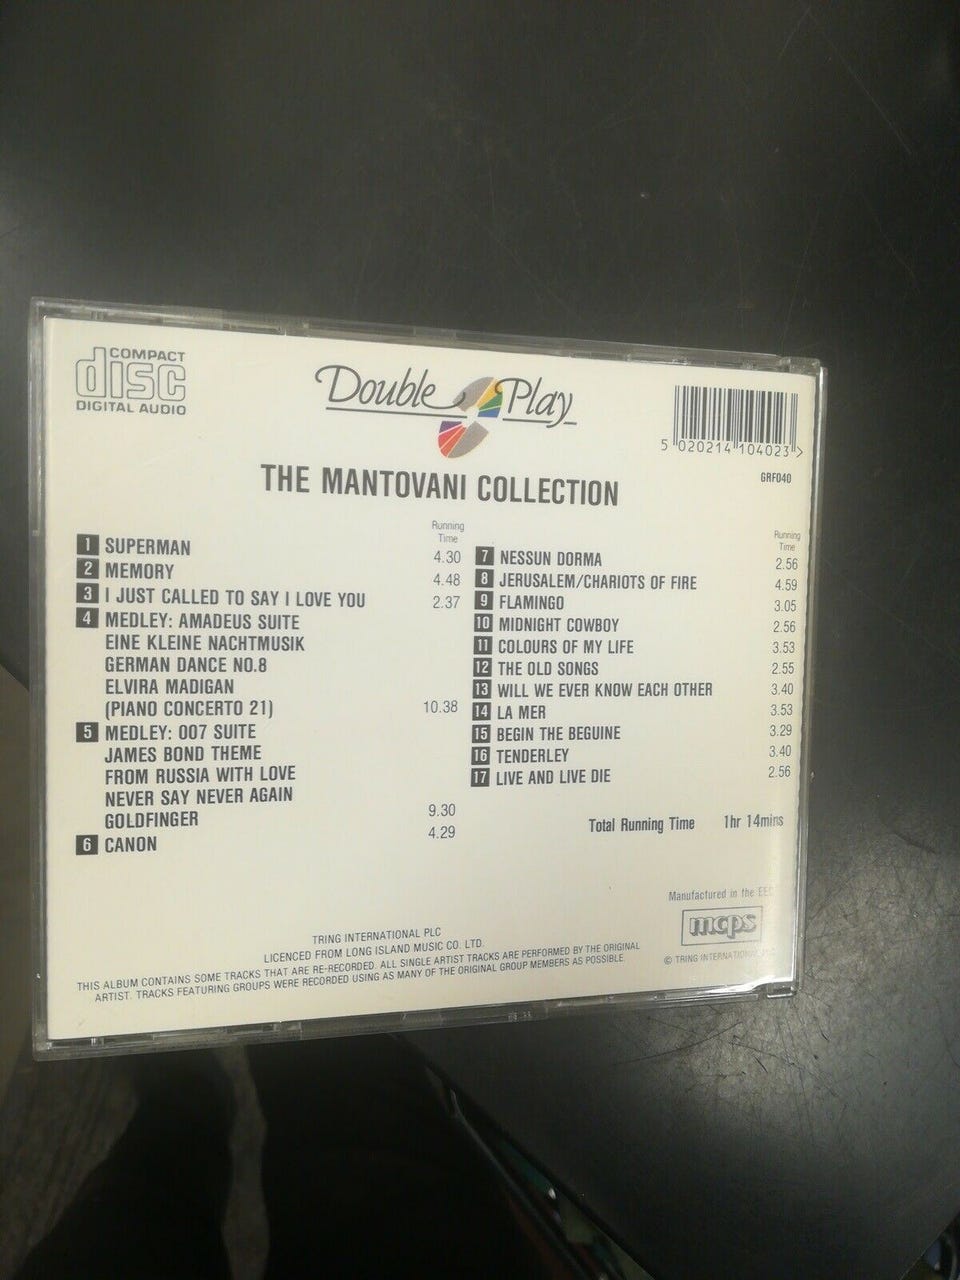 COMPACT
disc
DIGITAL AUDIO
Double Play
5 020214 104023 >
GRF040
THE MANTOVANI COLLECTION
Running
Time
1 SUPERMAN 4.30
2 MEMORY 4.48
3 I JUST CALLED TO SAY I LOVE YOU 2.37
4 MEDLEY: AMADEUS SUITE
EINE KLEINE NACHTMUSIK
GERMAN DANCE NO.8
ELVIRA MADIGAN
(PIANO CONCERTO 21) 10.38
5 MEDLEY: 007 SUITE
JAMES BOND THEME
FROM RUSSIA WITH LOVE
NEVER SAY NEVER AGAIN
GOLDFINGER 9.30
6 CANON 4.29
Running
Time
7 NESSUN DORMA 2.56
8 JERUSALEM/CHARIOTS OF FIRE 4.59
9 FLAMINGO 3.05
10 MIDNIGHT COWBOY 2.56
11 COLOURS OF MY LIFE 3.53
12 THE OLD SONGS 2.55
13 WILL WE EVER KNOW EACH OTHER 3.40
14 LA MER 3.53
15 BEGIN THE BEGUINE 3.29
16 TENDERLEY 3.40
17 LIVE AND LIVE DIE 2.56
Total Running Time 1hr 14mins
Manufactured in the EEC
mcps
© TRING INTERNATIONAL PLC
TRING INTERNATIONAL PLC
LICENCED FROM LONG ISLAND MUSIC CO. LTD.
THIS ALBUM CONTAINS SOME TRACKS THAT ARE RE-RECORDED. ALL SINGLE ARTIST TRACKS ARE PERFORMED BY THE ORIGINAL
ARTIST. TRACKS FEATURING GROUPS WERE RECORDED USING AS MANY OF THE ORIGINAL GROUP MEMBERS AS POSSIBLE.